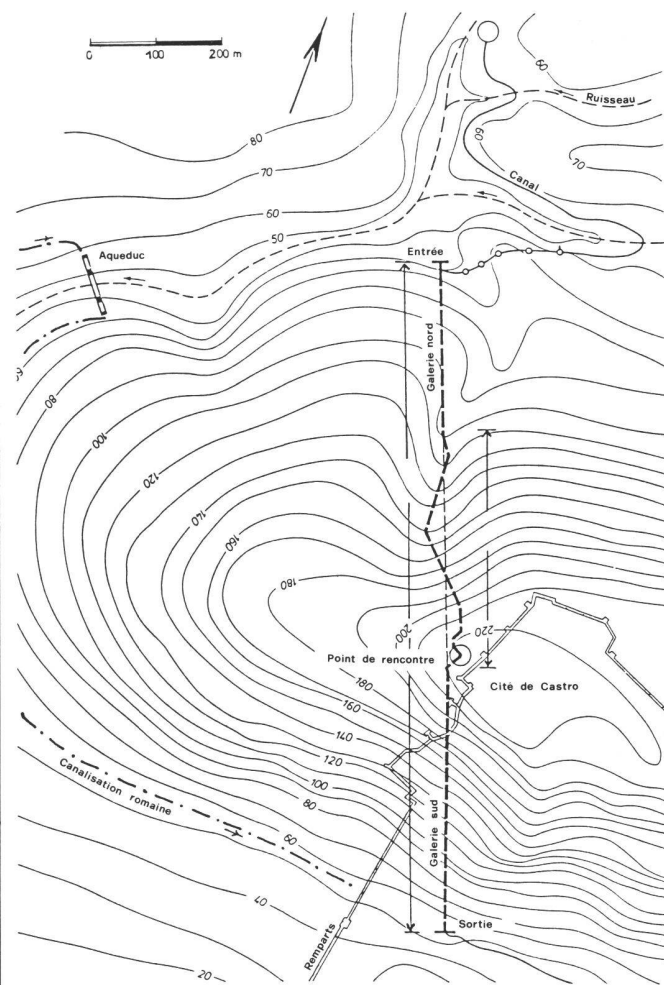 0 100 200 m
60
Ruisseau
80
60
Canal
70
70
60
50
Entrée
Aqueduc
60
Galerie nord
80
100
120
140
160
180
200
220
Point de rencontre
Cité de Castro
180
160
140
120
100
80
Canalisation romaine
60
Galerie sud
40
Sortie
Remparts
20